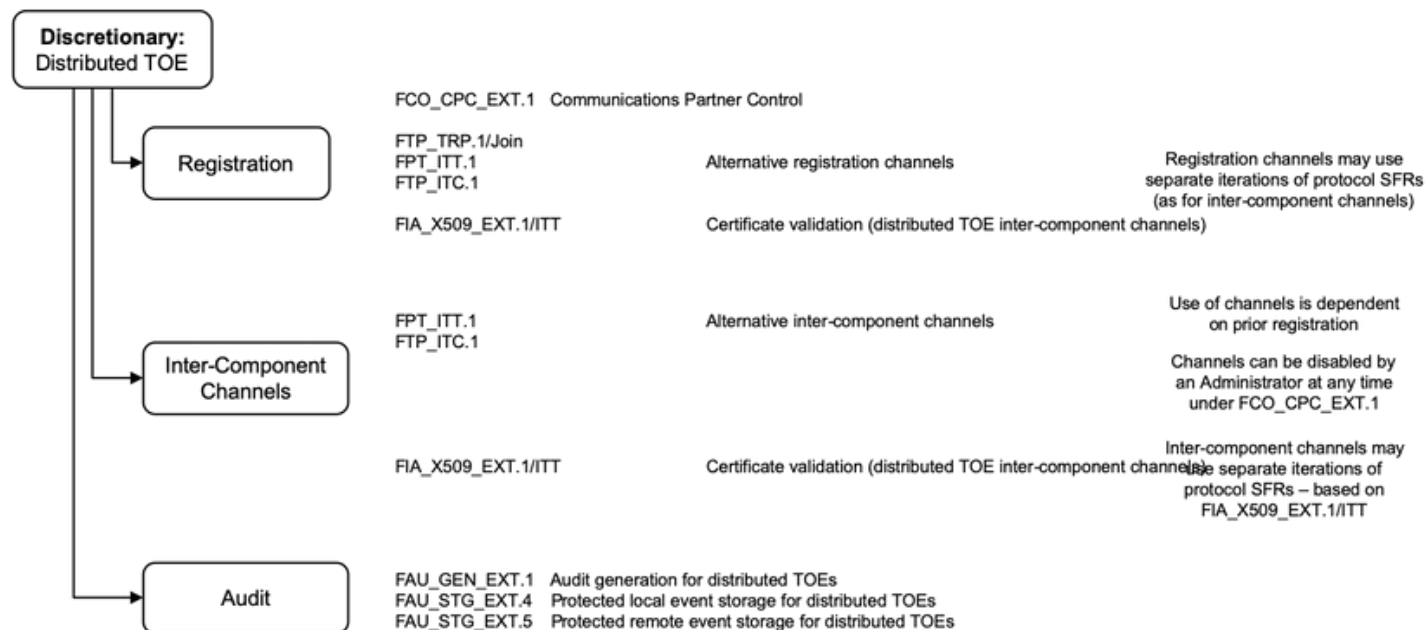 Discretionary:
Distributed TOE
FCO_CPC_EXT.1 Communications Partner Control
Registration
FTP_TRP.1/Join
FPT_ITT.1 Alternative registration channels
FTP_ITC.1
Registration channels may use
separate iterations of protocol SFRs
(as for inter-component channels)
FIA_X509_EXT.1/ITT Certificate validation (distributed TOE inter-component channels)
Inter-Component
Channels
FPT_ITT.1 Alternative inter-component channels
FTP_ITC.1
Use of channels is dependent
on prior registration
Channels can be disabled by
an Administrator at any time
under FCO_CPC_EXT.1
FIA_X509_EXT.1/ITT Certificate validation (distributed TOE inter-component channels)
Inter-component channels may
use separate iterations of
protocol SFRs – based on
FIA_X509_EXT.1/ITT
Audit
FAU_GEN_EXT.1 Audit generation for distributed TOEs
FAU_STG_EXT.4 Protected local event storage for distributed TOEs
FAU_STG_EXT.5 Protected remote event storage for distributed TOEs